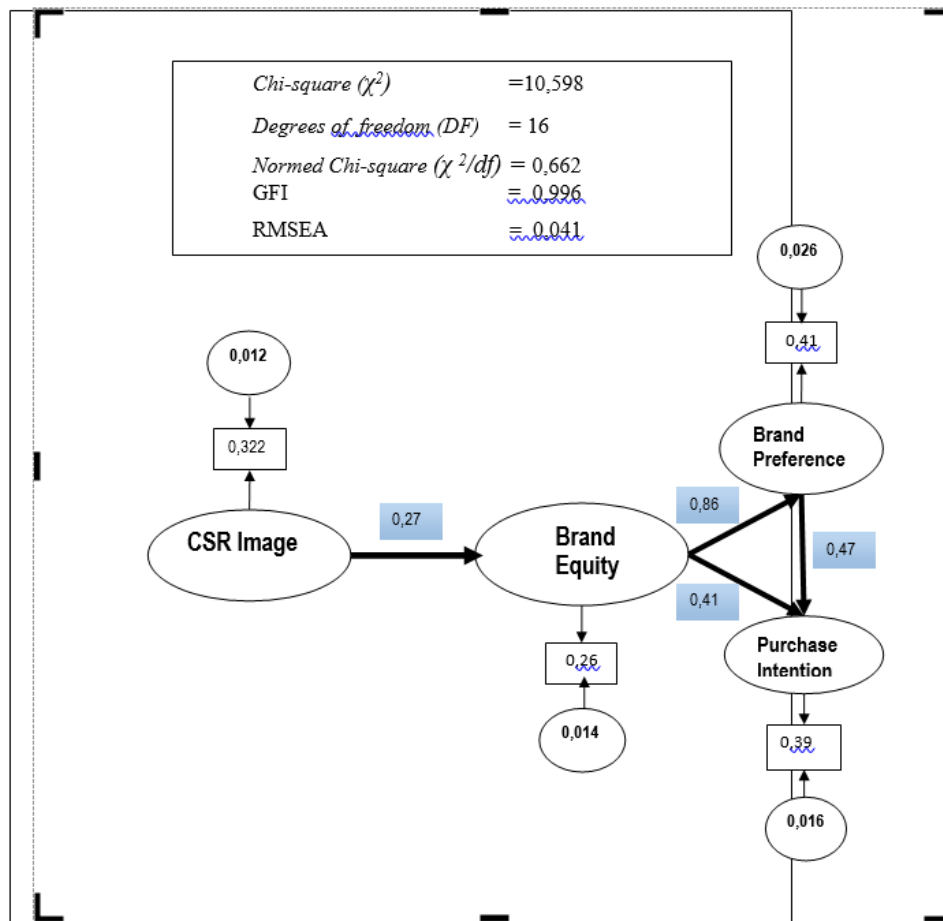 Chi-square (χ²) =10,598
Degrees of freedom (DF) = 16
Normed Chi-square (χ ²/df) = 0,662
GFI = 0,996
RMSEA = 0,041
0,026
0,41
0,012
0,322
Brand
Preference
0,27
0,86
CSR Image
Brand
Equity
0,47
0,41
Purchase
Intention
0,26
0,014
0,39
0,016